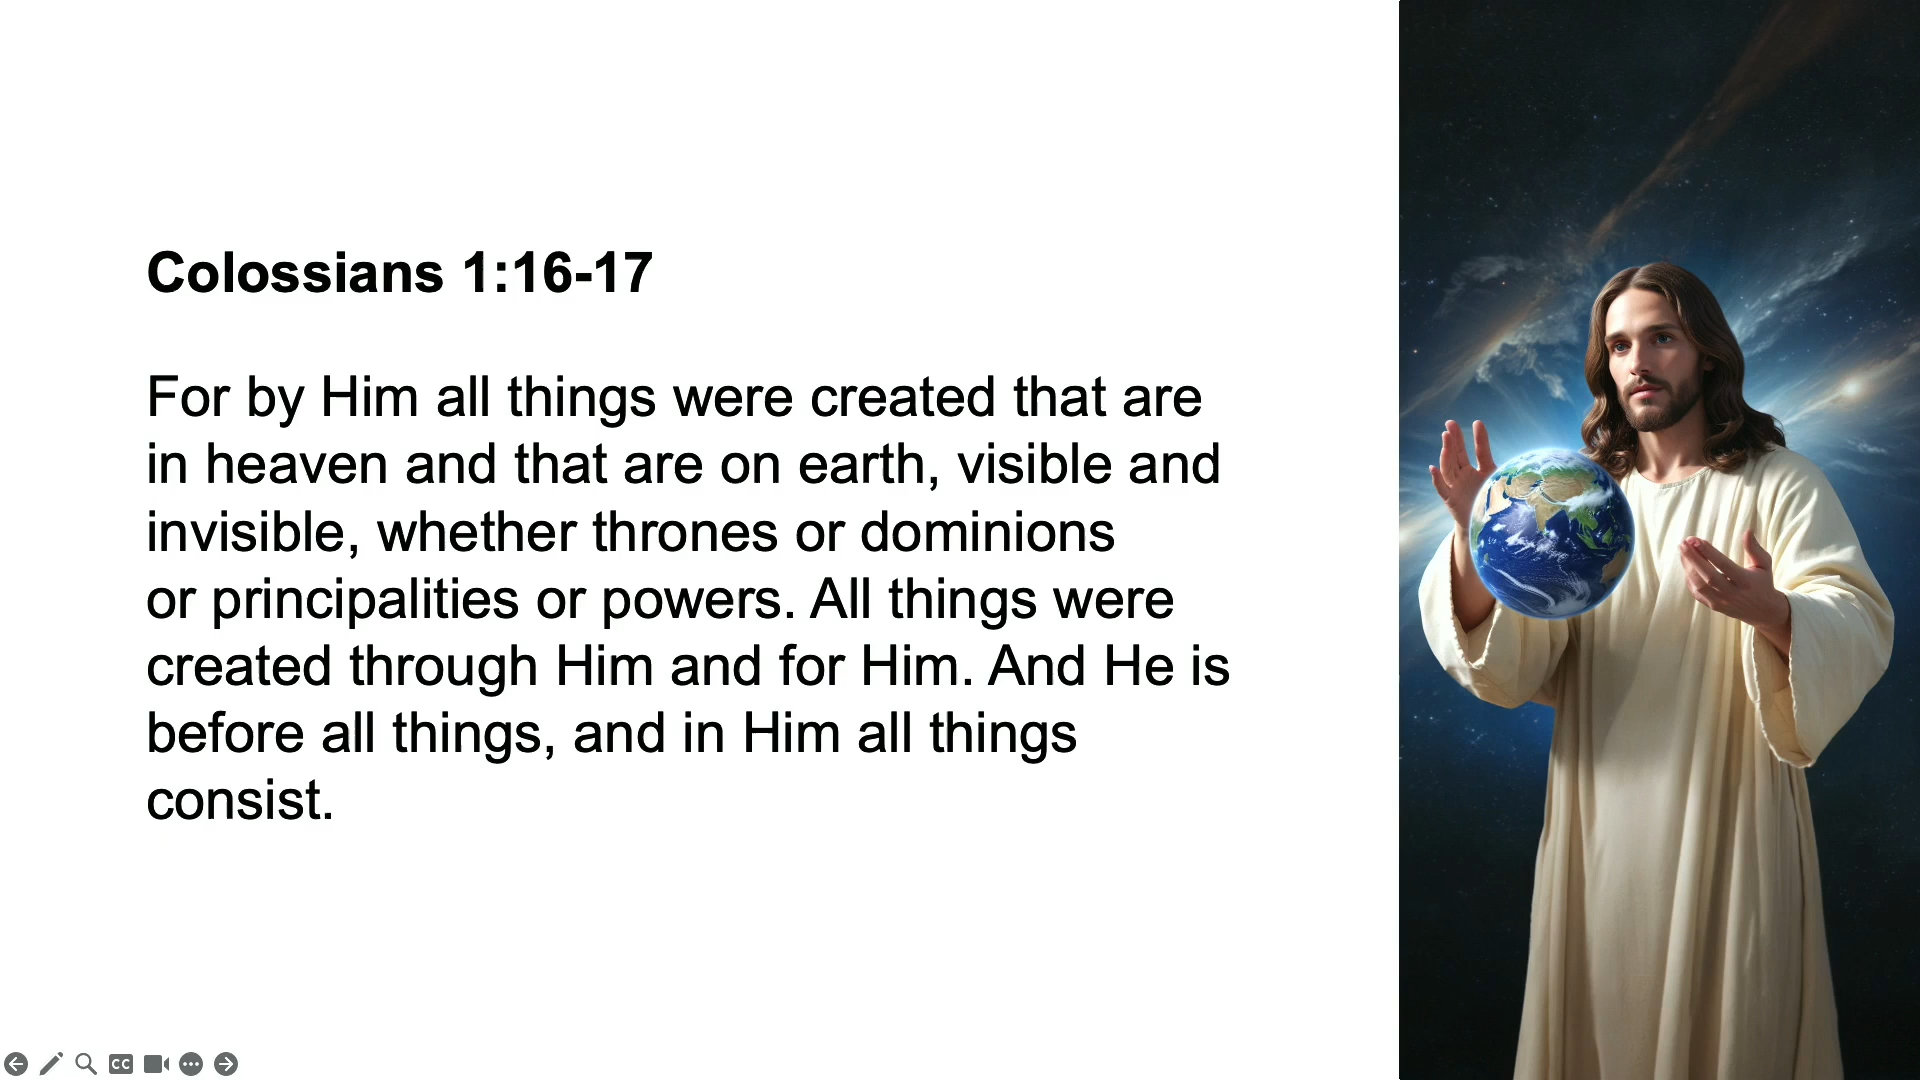 Colossians 1:16-17
For by Him all things were created that are
in heaven and that are on earth, visible and
invisible, whether thrones or dominions
or principalities or powers. All things were
created through Him and for Him. And He is
before all things, and in Him all things
consist.
CC